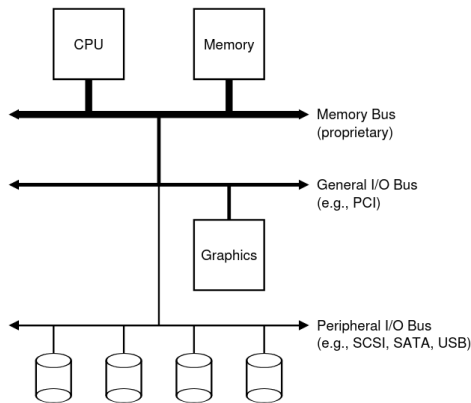 CPU
Memory
Memory Bus
(proprietary)
General I/O Bus
(e.g., PCI)
Graphics
Peripheral I/O Bus
(e.g., SCSI, SATA, USB)